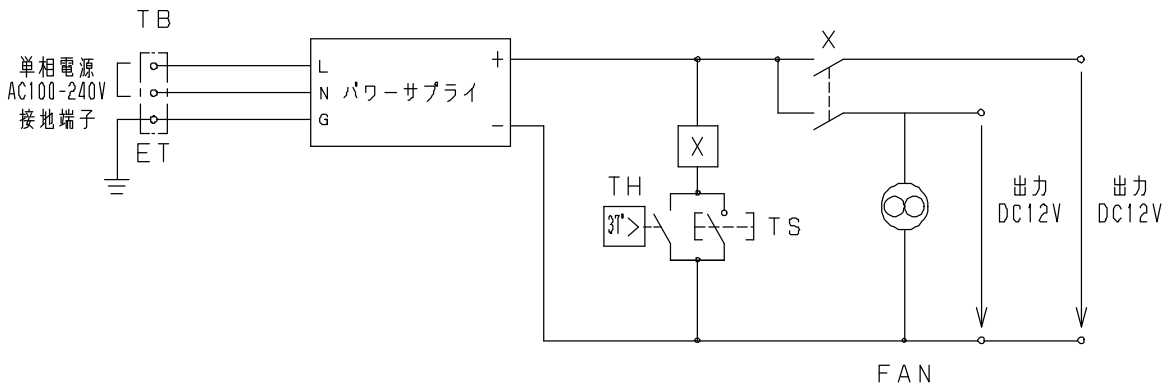 TB
単相電源
AC100-240V
接地端子
ET
L
N
G
パワーサプライ
+
−
X
X
TH
37°
TS
出力
DC12V
出力
DC12V
FAN